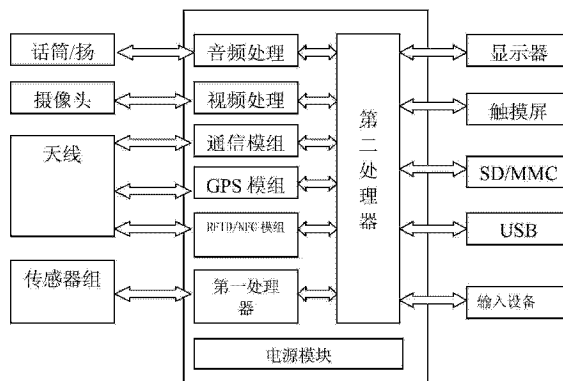 话筒/扬
音频处理
显示器
摄像头
视频处理
触摸屏
天线
通信模组
GPS 模组
RFID/NFC 模组
第
二
处
理
器
SD/MMC
USB
传感器组
第一处理
器
输入设备
电源模块